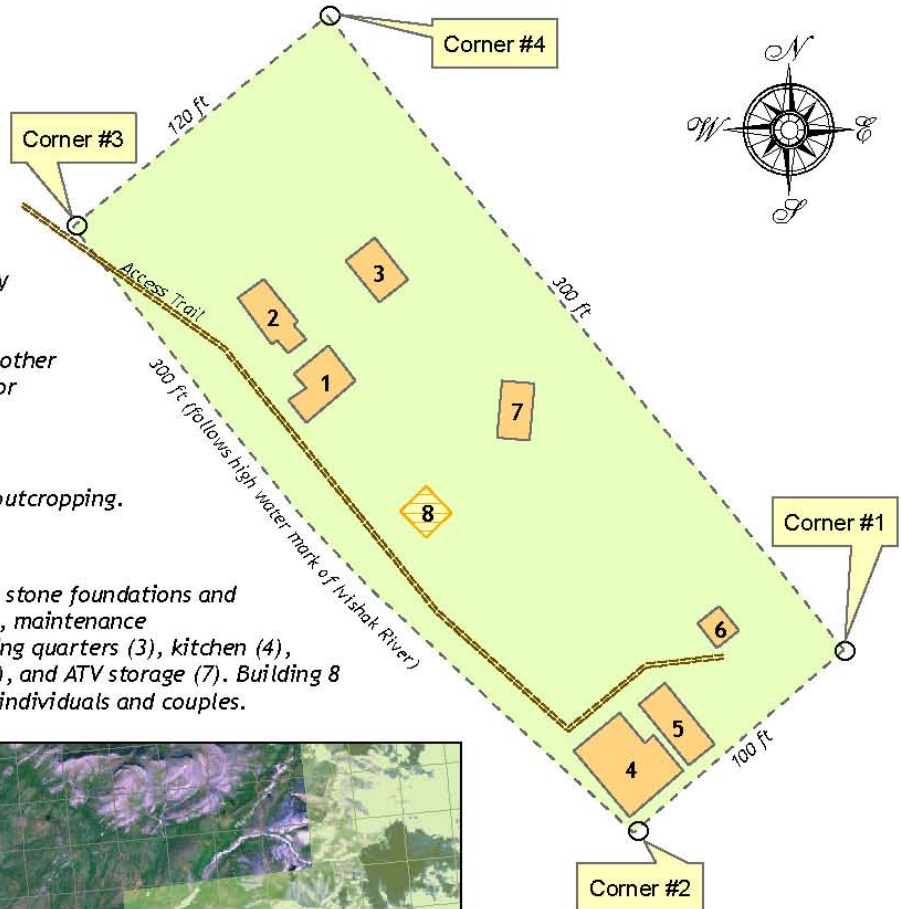 Corner #4
N
W
E
S
120 ft
Corner #3
Access Trail
y
3
300 ft
2
other
or
1
7
300 ft (follows high water mark of Ivishak River)
outcropping.
8
Corner #1
stone foundations and
, maintenance
ng quarters (3), kitchen (4),
), and ATV storage (7). Building 8
individuals and couples.
6
5
4
100 ft
Corner #2